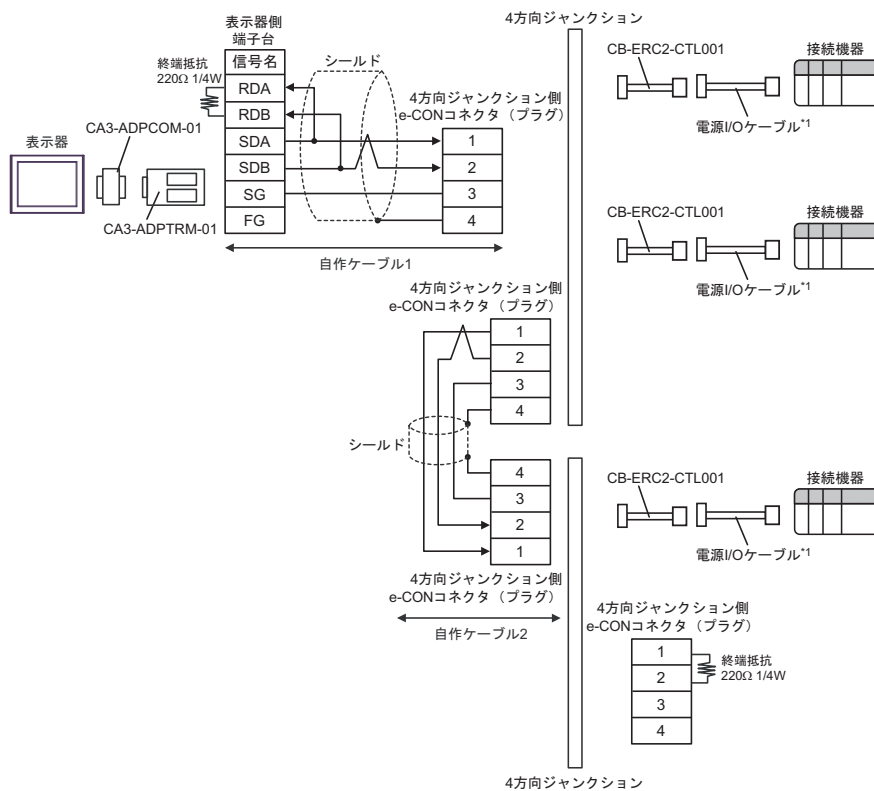 4方向ジャンクション
表示器側
端子台
信号名
終端抵抗
220Ω 1/4W
RDA
RDB
SDA
SDB
SG
FG
シールド
4方向ジャンクション側
e-CONコネクタ（プラグ）
1
2
3
4
表示器
CA3-ADPCOM-01
CA3-ADPTRM-01
自作ケーブル1
CB-ERC2-CTL001
接続機器
電源I/Oケーブル*1
CB-ERC2-CTL001
接続機器
電源I/Oケーブル*1
4方向ジャンクション側
e-CONコネクタ（プラグ）
1
2
3
4
シールド
4
3
2
1
4方向ジャンクション側
e-CONコネクタ（プラグ）
自作ケーブル2
CB-ERC2-CTL001
接続機器
電源I/Oケーブル*1
4方向ジャンクション側
e-CONコネクタ（プラグ）
1
2
3
4
終端抵抗
220Ω 1/4W
4方向ジャンクション